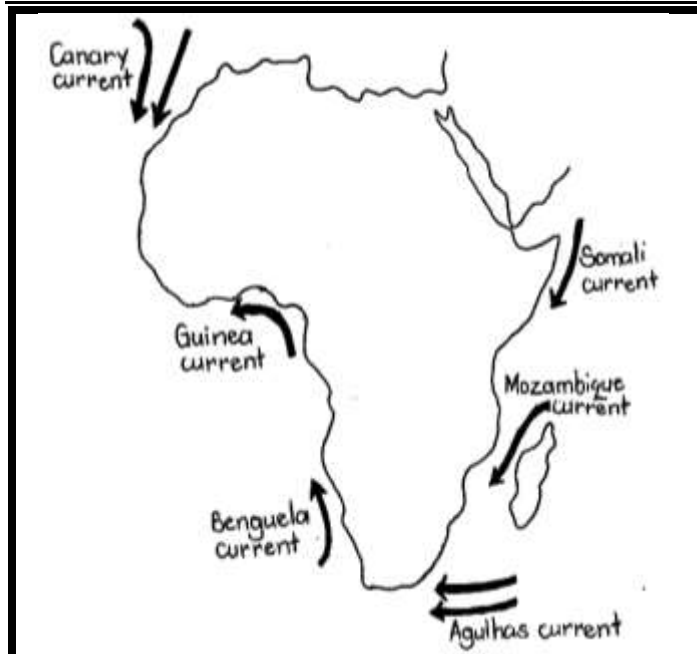 Canary
current
Somali
current
Guinea
current
Mozambique
current
Benguela
current
Agulhas current